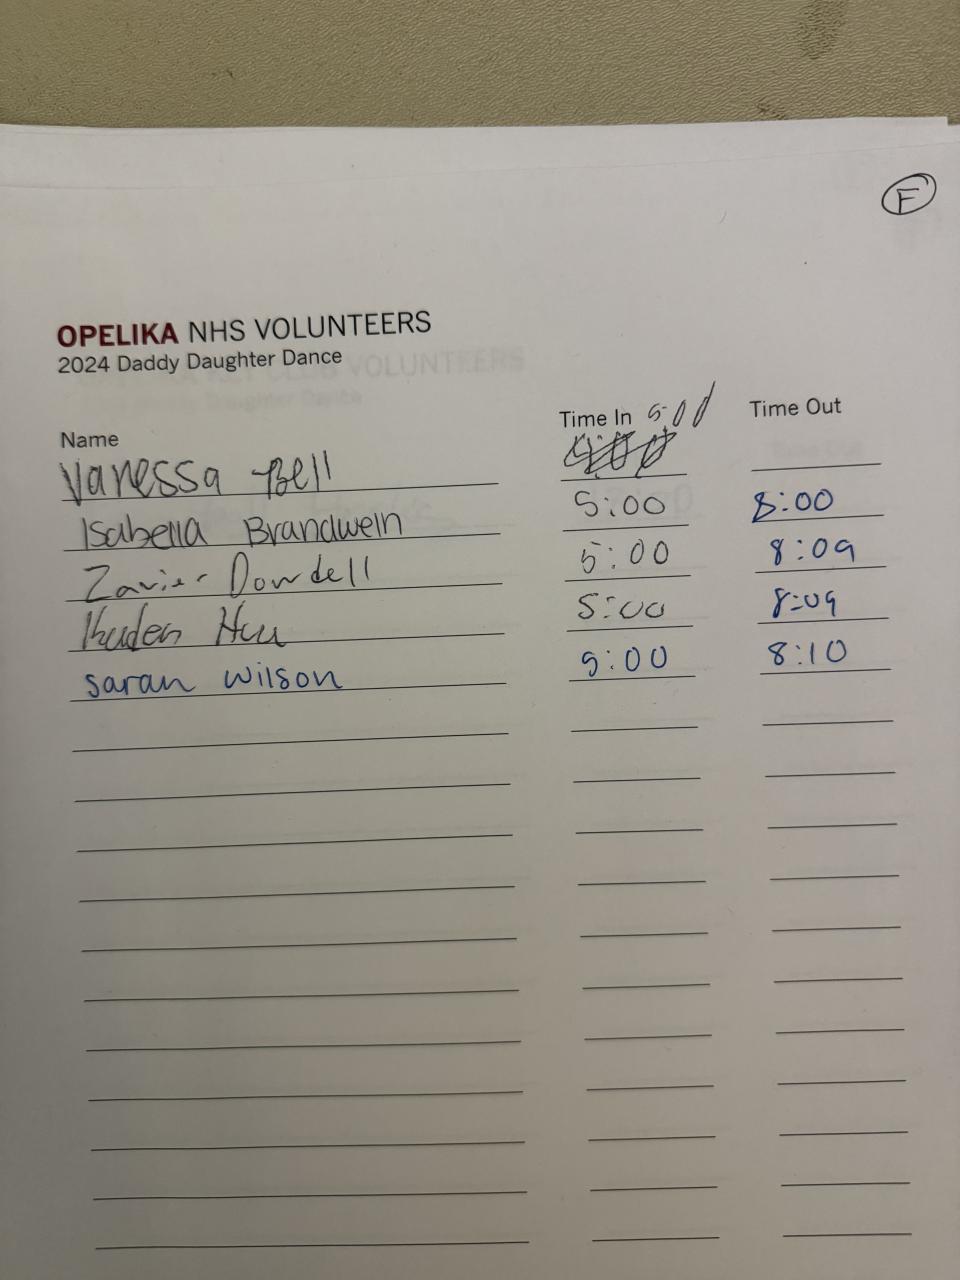 F
OPELIKA NHS VOLUNTEERS
2024 Daddy Daughter Dance
Name Time In 5:00 Time Out
Vanessa Bell
Isabella Brandwein 5:00 8:00
Zavier Dowdell 5:00 8:09
Huu 5:00 8:09
Sarah Wilson 5:00 8:10